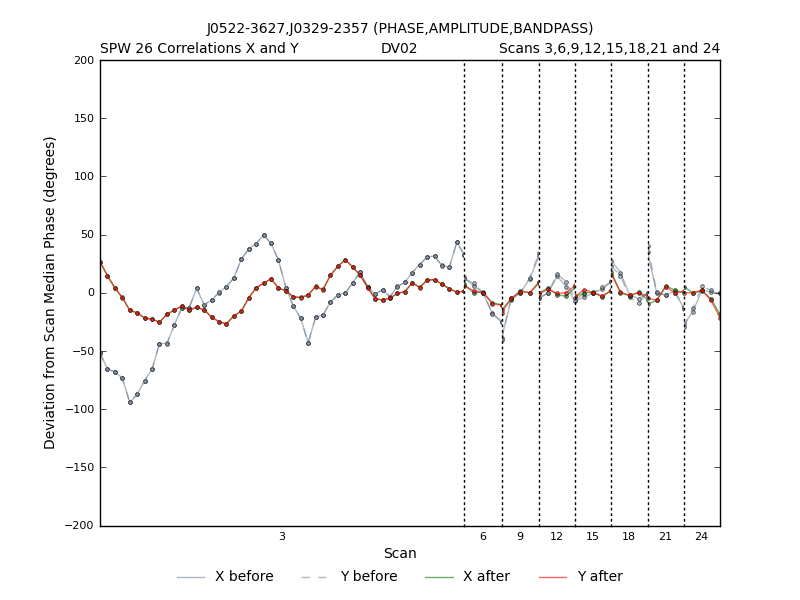 J0522-3627,J0329-2357 (PHASE,AMPLITUDE,BANDPASS)
SPW 26 Correlations X and Y DV02 Scans 3,6,9,12,15,18,21 and 24
200
150
100
50
0
−50
−100
−150
−200
Deviation from Scan Median Phase (degrees)
3 6 9 12 15 18 21 24
Scan
X before Y before X after Y after